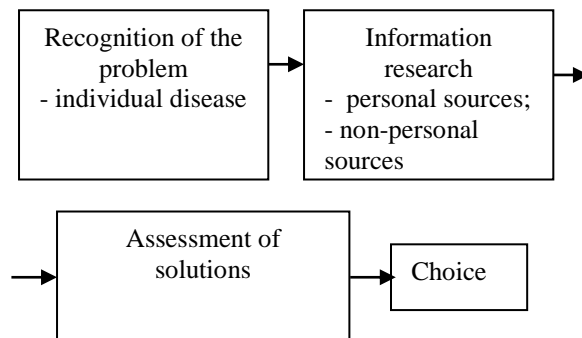 Recognition of the
problem
- individual disease
Information
research
- personal sources;
- non-personal
sources
Assessment of
solutions
Choice